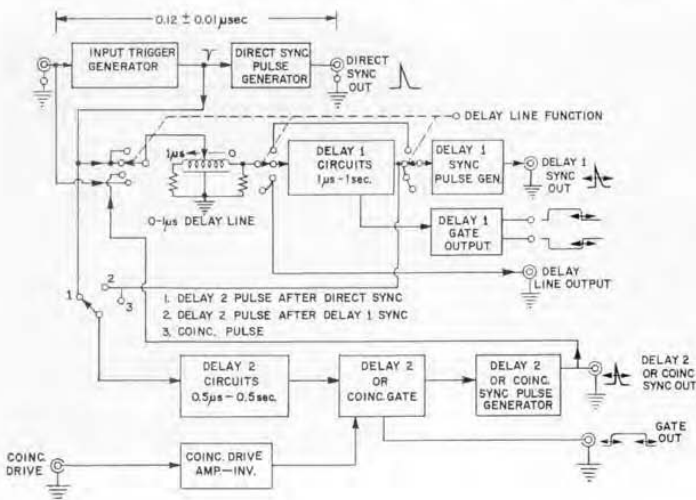 0.12 ± 0.01 µsec
INPUT TRIGGER
GENERATOR
DIRECT SYNC
PULSE
GENERATOR
DIRECT
SYNC
OUT
DELAY LINE FUNCTION
1µs
0
DELAY 1
CIRCUITS
1µs-1sec.
DELAY 1
SYNC
PULSE GEN.
DELAY 1
SYNC
OUT
0-1µs DELAY LINE
DELAY 1
GATE
OUTPUT
DELAY
LINE OUTPUT
1
2
3
1. DELAY 2 PULSE AFTER DIRECT SYNC
2. DELAY 2 PULSE AFTER DELAY 1 SYNC
3. COINC. PULSE
DELAY 2
CIRCUITS
0.5µs-0.5sec.
DELAY 2
OR
COINC. GATE
DELAY 2
OR COINC.
SYNC PULSE
GENERATOR
DELAY 2
OR COINC
SYNC OUT
GATE
OUT
COINC.
DRIVE
COINC. DRIVE
AMP.-INV.